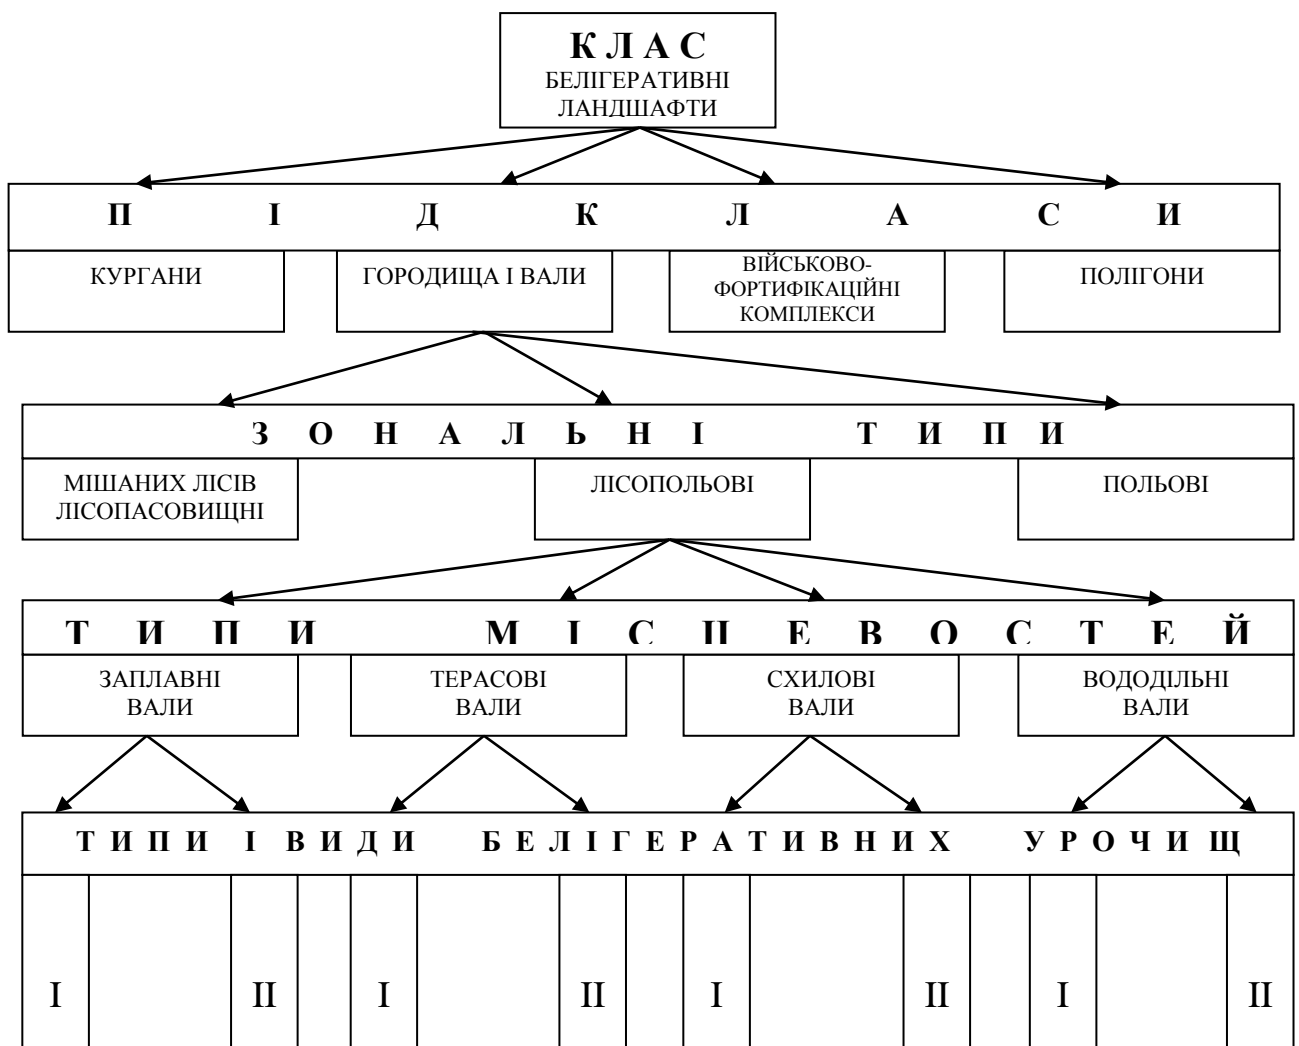 К Л А С
БЕЛІГЕРАТИВНІ
ЛАНДШАФТИ
П І Д К Л А С И
КУРГАНИ
ГОРОДИЩА І ВАЛИ
ВІЙСЬКОВО-
ФОРТИФІКАЦІЙНІ
КОМПЛЕКСИ
ПОЛІГОНИ
З О Н А Л Ь Н І Т И П И
МІШАНИХ ЛІСІВ
ЛІСОПАСОВИЩНІ
ЛІСОПОЛЬОВІ
ПОЛЬОВІ
Т И П И М І С Ц Е В О С Т Е Й
ЗАПЛАВНІ
ВАЛИ
ТЕРАСОВІ
ВАЛИ
СХИЛОВІ
ВАЛИ
ВОДОДІЛЬНІ
ВАЛИ
Т И П И І В И Д И Б Е Л І Г Е Р А Т И В Н И Х У Р О Ч И Щ
I II I II I II I II